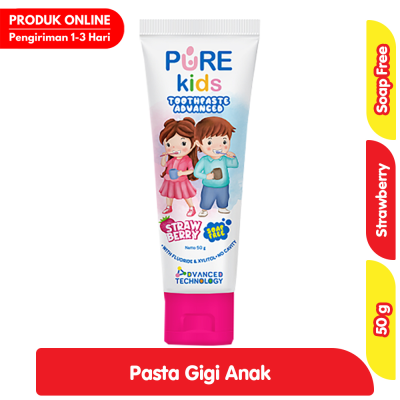 PRODUK ONLINE
Pengiriman 1-3 Hari
PURE
kids
TOOTHPASTE
ADVANCED
STRAW
BERRY
SOAP
FREE
Netto 50 g
• WITH FLUORIDE & XYLITOL • NO CAVITY •
ADVANCED
TECHNOLOGY
Soap Free
Strawberry
50 g
Pasta Gigi Anak